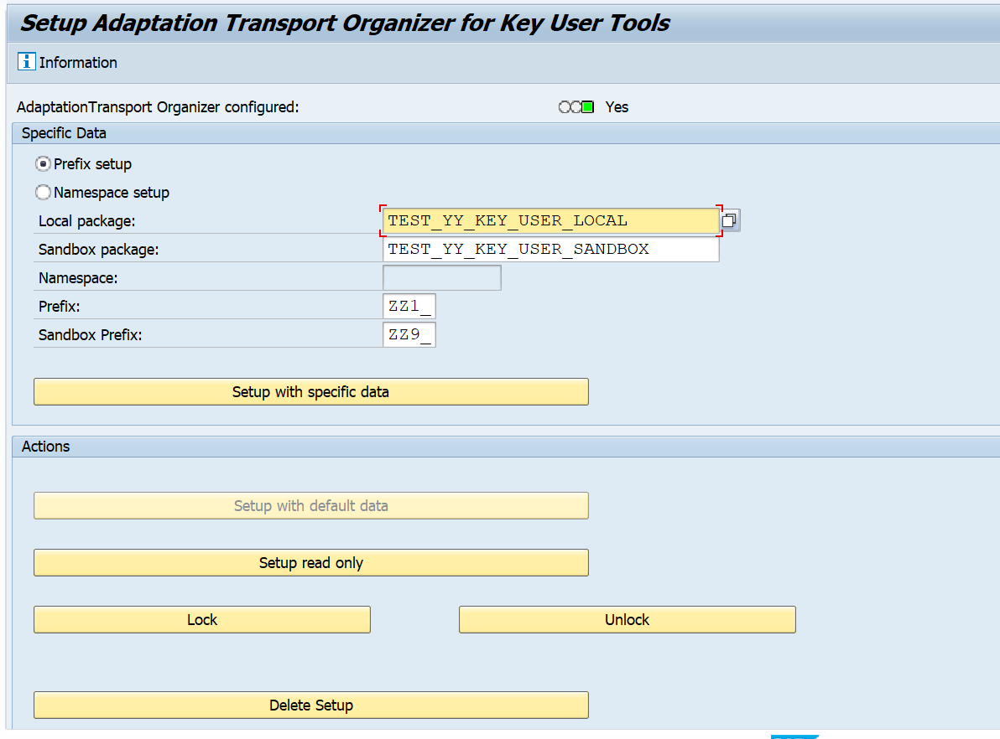 Setup Adaptation Transport Organizer for Key User Tools
Information
AdaptationTransport Organizer configured: Yes
Specific Data
Prefix setup
Namespace setup
Local package: TEST_YY_KEY_USER_LOCAL
Sandbox package: TEST_YY_KEY_USER_SANDBOX
Namespace:
Prefix: ZZ1_
Sandbox Prefix: ZZ9_
Setup with specific data
Actions
Setup with default data
Setup read only
Lock Unlock
Delete Setup